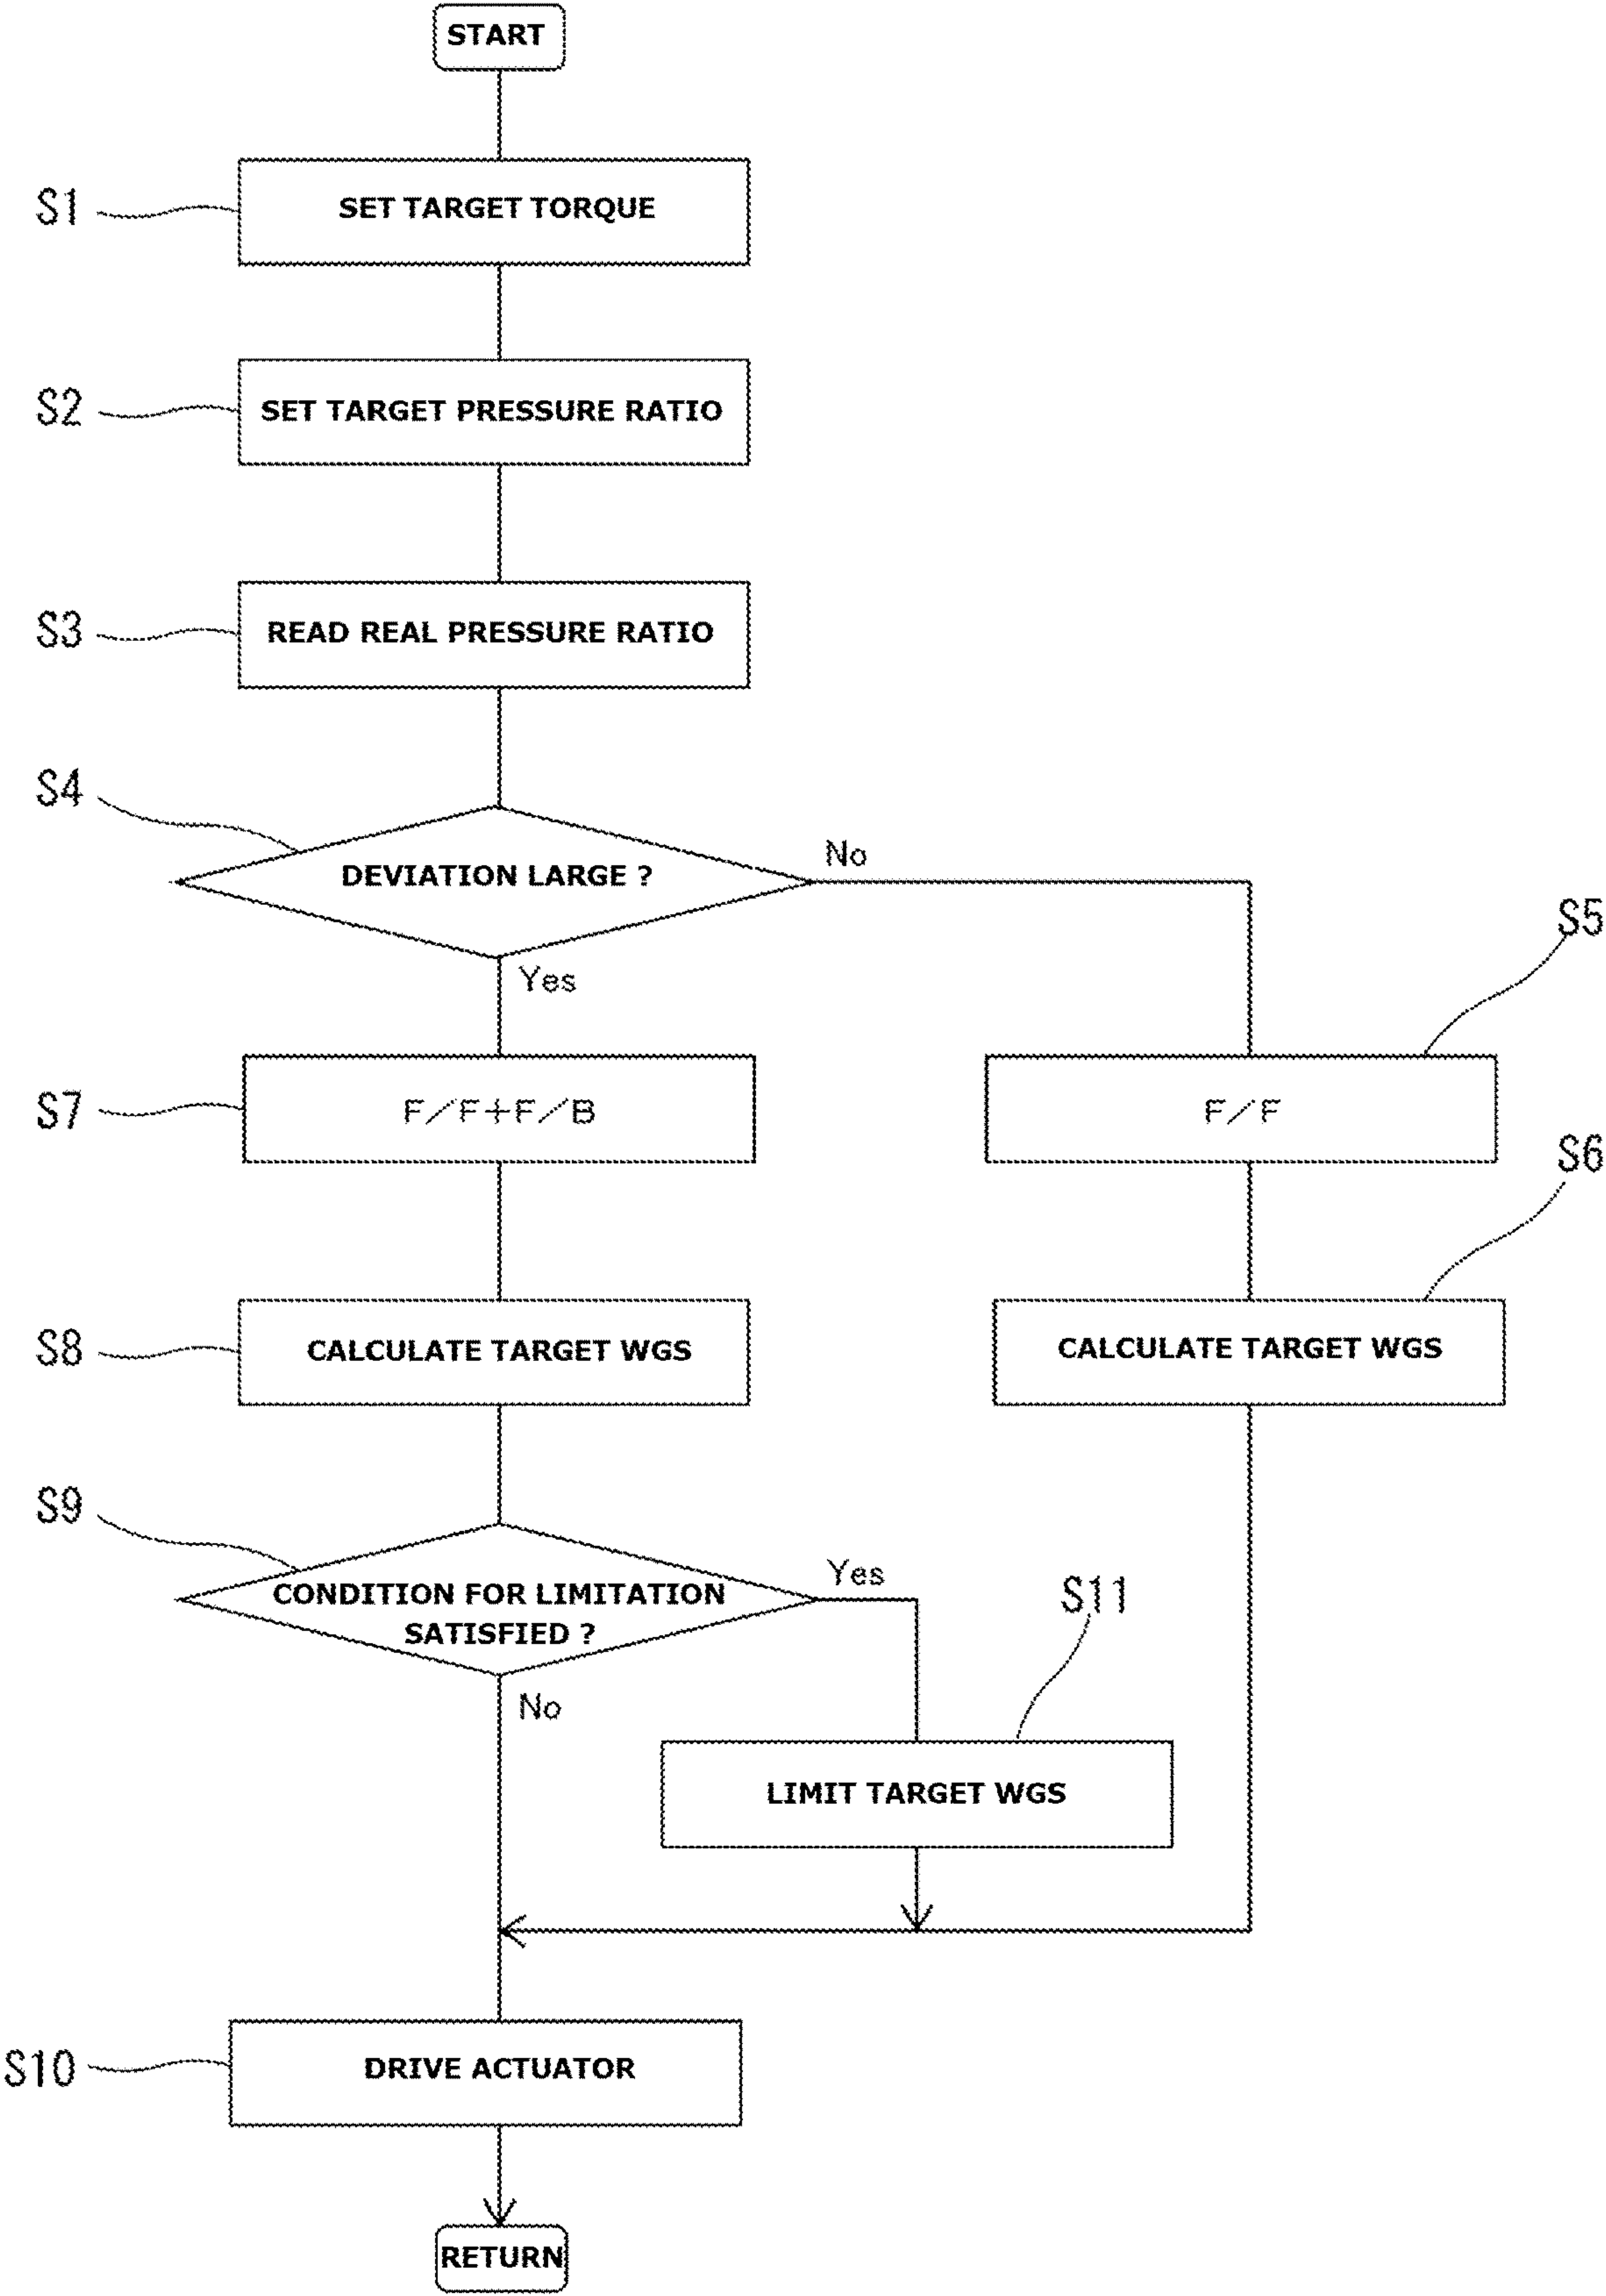 START
S1
SET TARGET TORQUE
S2
SET TARGET PRESSURE RATIO
S3
READ REAL PRESSURE RATIO
S4
DEVIATION LARGE ?
No
Yes
S5
S7
F/F+F/B
F/F
S6
S8
CALCULATE TARGET WGS
CALCULATE TARGET WGS
S9
CONDITION FOR LIMITATION
SATISFIED ?
Yes
No
S11
LIMIT TARGET WGS
S10
DRIVE ACTUATOR
RETURN